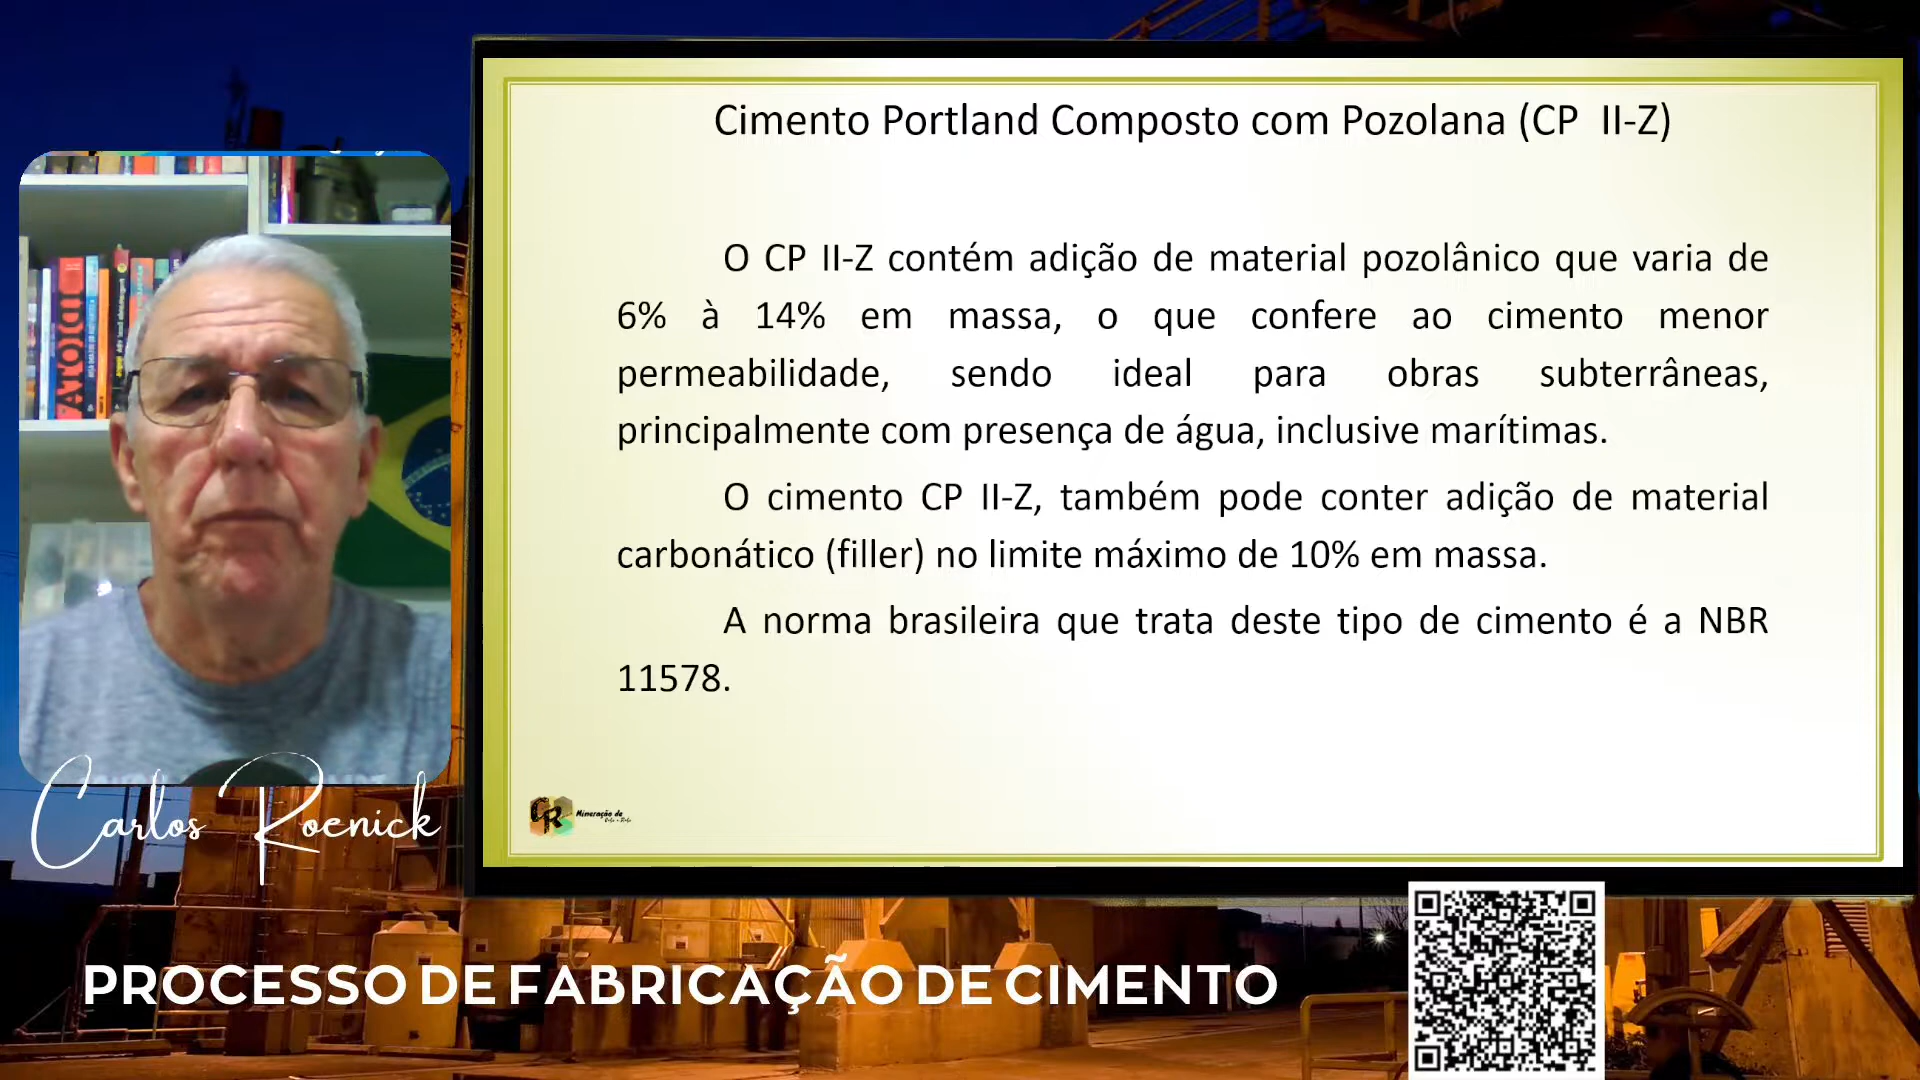 Cimento Portland Composto com Pozolana (CP II-Z)
O CP II-Z contém adição de material pozolânico que varia de
6% à 14% em massa, o que confere ao cimento menor
permeabilidade, sendo ideal para obras subterrâneas,
principalmente com presença de água, inclusive marítimas.
O cimento CP II-Z, também pode conter adição de material
carbonático (filler) no limite máximo de 10% em massa.
A norma brasileira que trata deste tipo de cimento é a NBR
11578.
CR
Mineração de
Carlos Roenick
PROCESSO DE FABRICAÇÃO DE CIMENTO